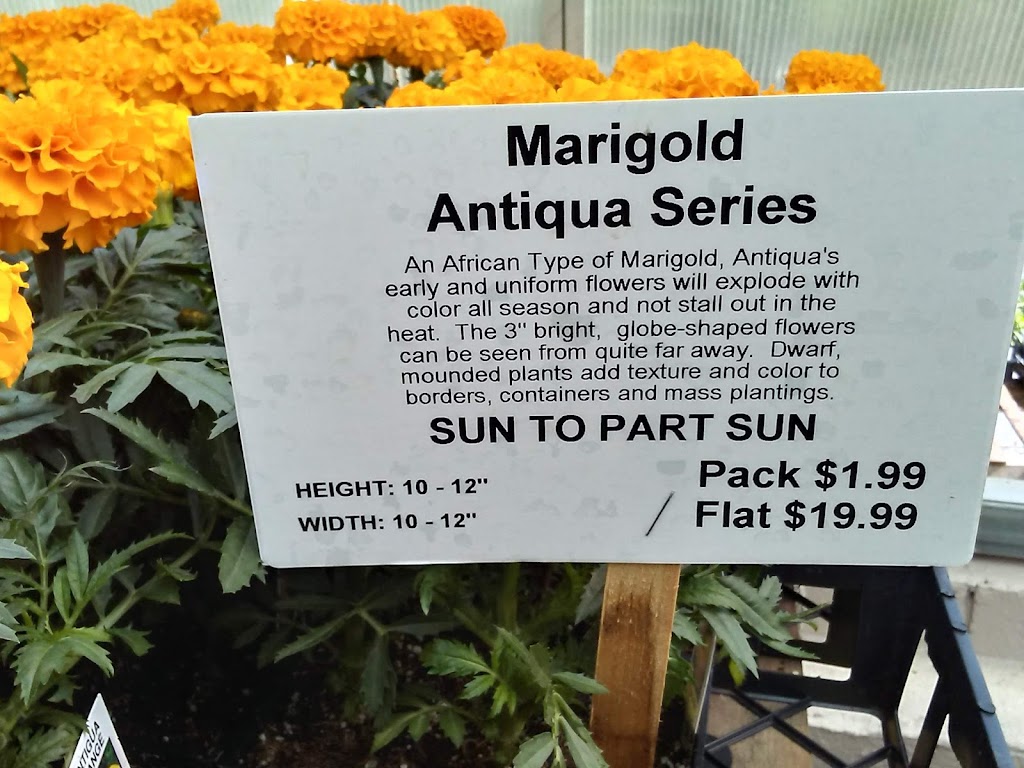 Marigold
Antiqua Series
An African Type of Marigold, Antiqua's
early and uniform flowers will explode with
color all season and not stall out in the
heat. The 3" bright, globe-shaped flowers
can be seen from quite far away. Dwarf,
mounded plants add texture and color to
borders, containers and mass plantings.
SUN TO PART SUN
HEIGHT: 10 - 12"
WIDTH: 10 - 12"
Pack $1.99
/ Flat $19.99